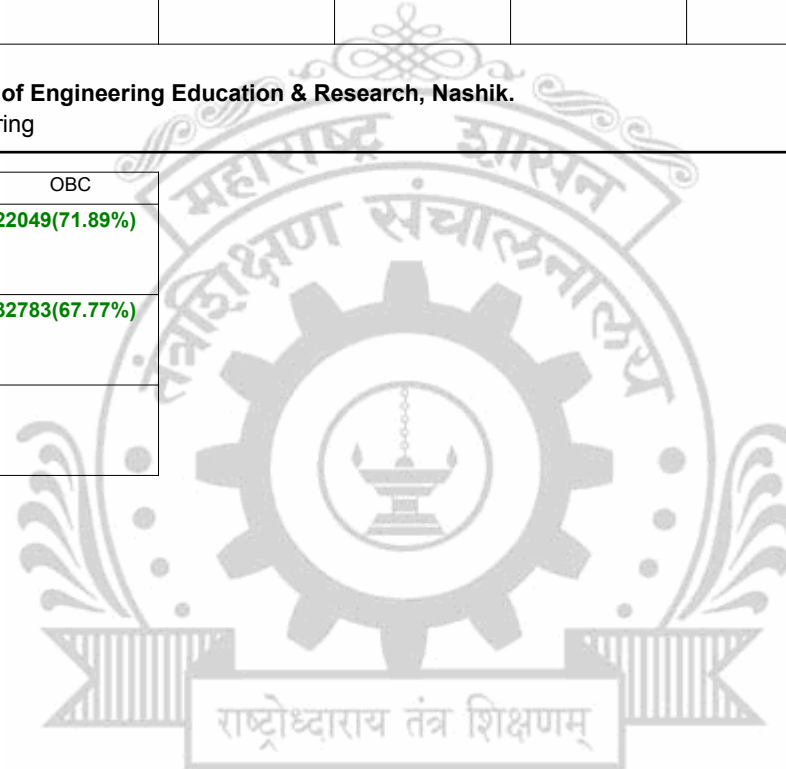 of Engineering Education & Research, Nashik.
ring
OBC
22049(71.89%)
32783(67.77%)
महाराष्ट्र शासन
तंत्रशिक्षण संचालनालय
राष्ट्रोध्दाराय तंत्र शिक्षणम्